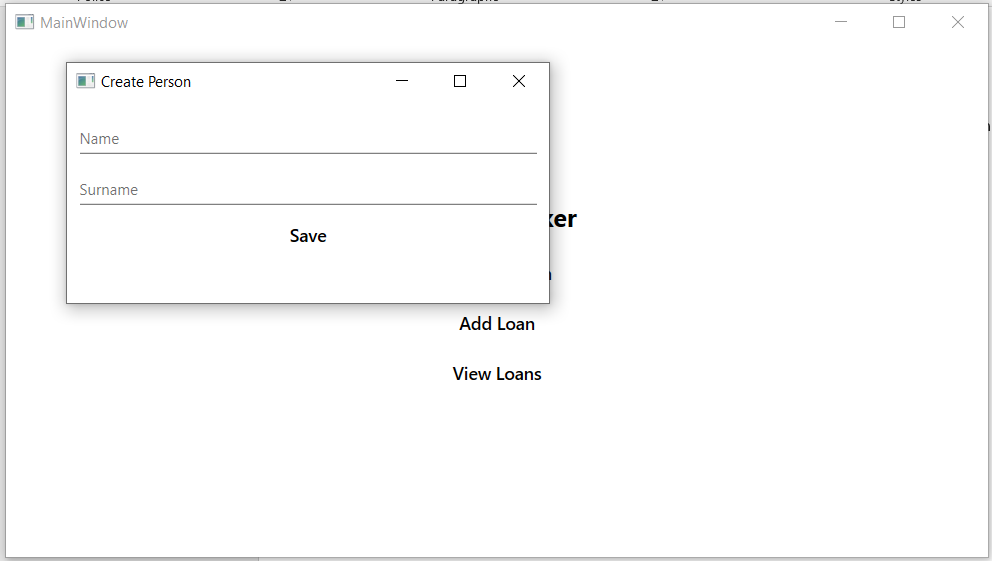 MainWindow
Create Person
Name
Surname
Save
Add Loan
View Loans